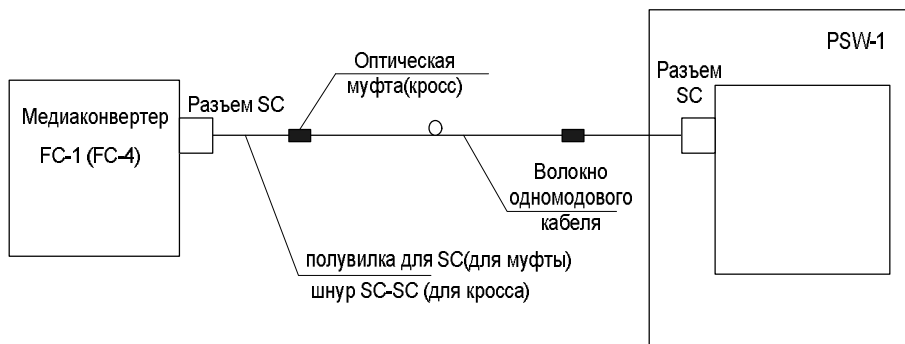 PSW-1
Оптическая
муфта(кросс)
Разъем
SC
Разъем SC
Медиаконвертер
FC-1 (FC-4)
Волокно
одномодового
кабеля
полувилка для SC(для муфты)
шнур SC-SC (для кросса)